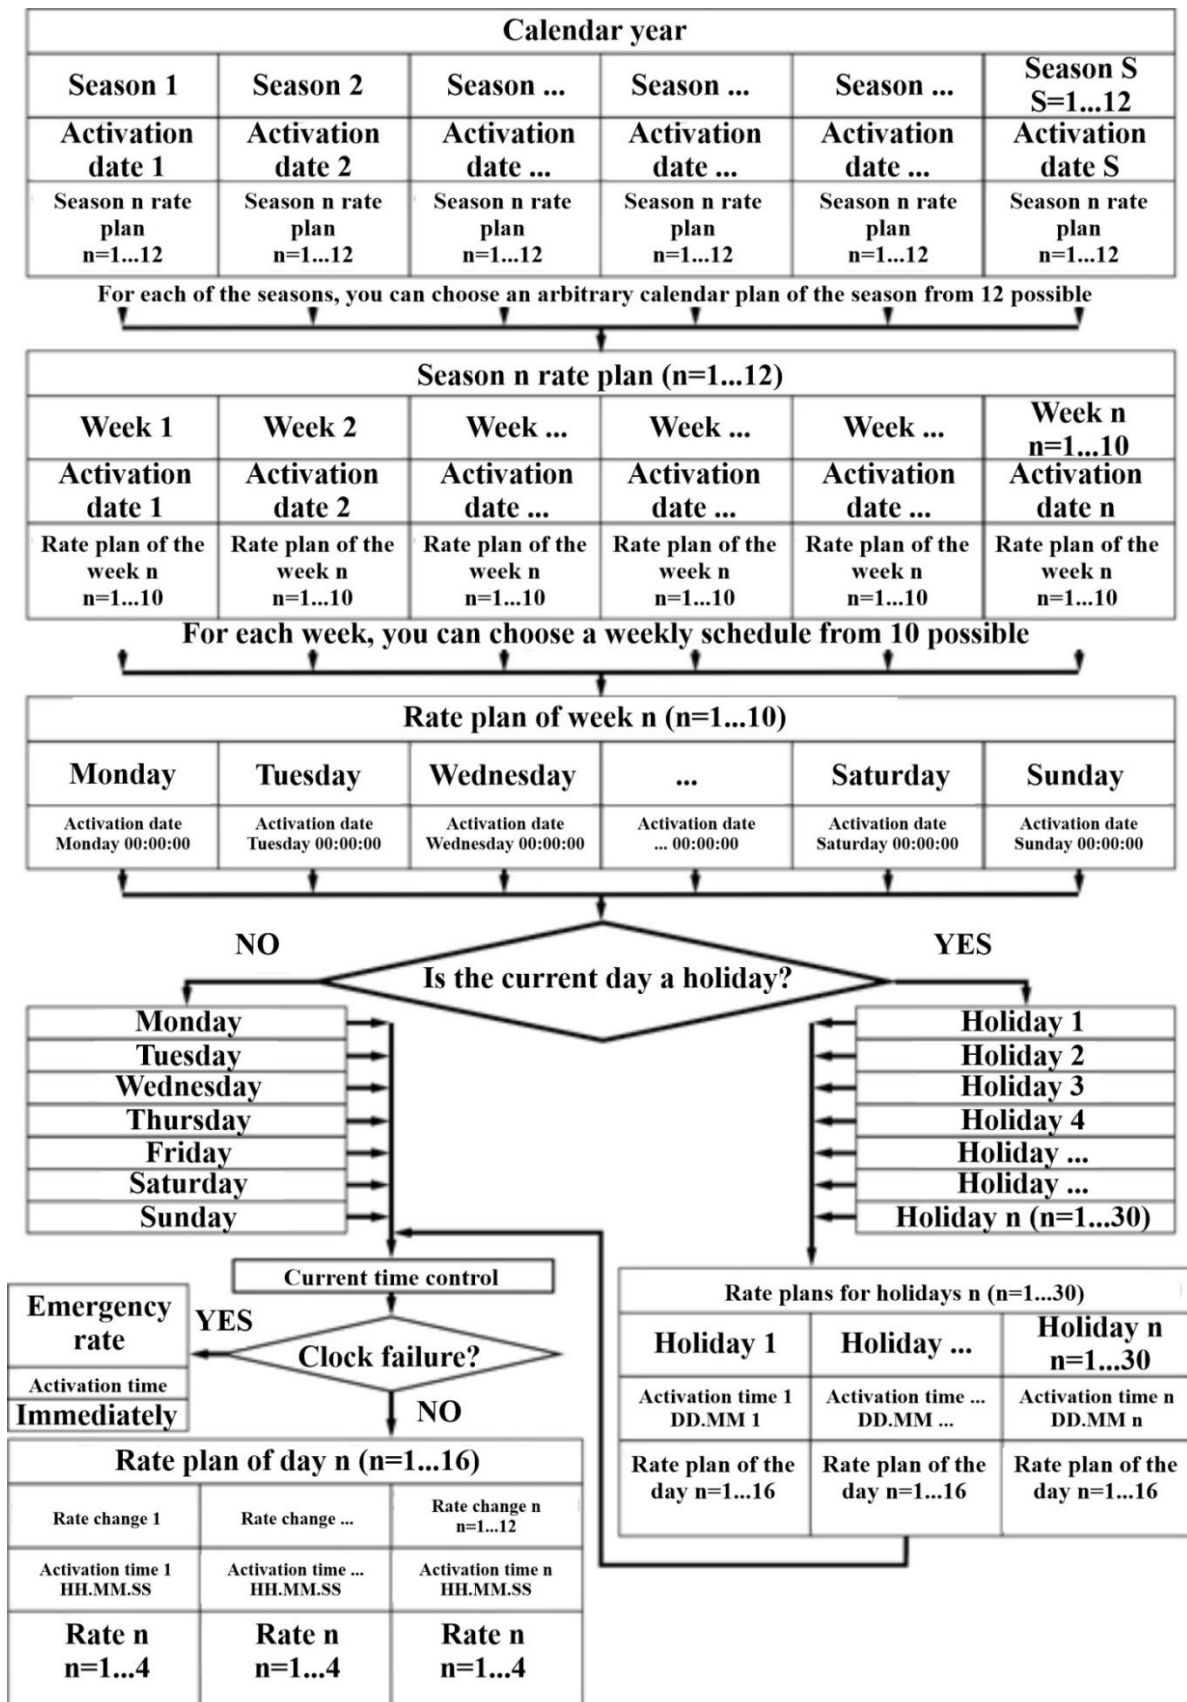 Calendar year
Season 1
Season 2
Season ...
Season ...
Season ...
Season S
S=1...12
Activation
date 1
Activation
date 2
Activation
date ...
Activation
date ...
Activation
date ...
Activation
date S
Season n rate
plan
n=1...12
Season n rate
plan
n=1...12
Season n rate
plan
n=1...12
Season n rate
plan
n=1...12
Season n rate
plan
n=1...12
Season n rate
plan
n=1...12
For each of the seasons, you can choose an arbitrary calendar plan of the season from 12 possible
Season n rate plan (n=1...12)
Week 1
Week 2
Week ...
Week ...
Week ...
Week n
n=1...10
Activation
date 1
Activation
date 2
Activation
date ...
Activation
date ...
Activation
date ...
Activation
date n
Rate plan of the
week n
n=1...10
Rate plan of the
week n
n=1...10
Rate plan of the
week n
n=1...10
Rate plan of the
week n
n=1...10
Rate plan of the
week n
n=1...10
Rate plan of the
week n
n=1...10
For each week, you can choose a weekly schedule from 10 possible
Rate plan of week n (n=1...10)
Monday
Tuesday
Wednesday
...
Saturday
Sunday
Activation date
Monday 00:00:00
Activation date
Tuesday 00:00:00
Activation date
Wednesday 00:00:00
Activation date
... 00:00:00
Activation date
Saturday 00:00:00
Activation date
Sunday 00:00:00
NO
YES
Is the current day a holiday?
Monday
Tuesday
Wednesday
Thursday
Friday
Saturday
Sunday
Holiday 1
Holiday 2
Holiday 3
Holiday 4
Holiday ...
Holiday ...
Holiday n (n=1...30)
Current time control
Clock failure?
YES
NO
Emergency
rate
Activation time
Immediately
Rate plans for holidays n (n=1...30)
Holiday 1
Holiday ...
Holiday n
n=1...30
Activation time 1
DD.MM 1
Activation time ...
DD.MM ...
Activation time n
DD.MM n
Rate plan of the
day n=1...16
Rate plan of the
day n=1...16
Rate plan of the
day n=1...16
Rate plan of day n (n=1...16)
Rate change 1
Rate change ...
Rate change n
n=1...12
Activation time 1
HH.MM.SS
Activation time ...
HH.MM.SS
Activation time n
HH.MM.SS
Rate n
n=1...4
Rate n
n=1...4
Rate n
n=1...4